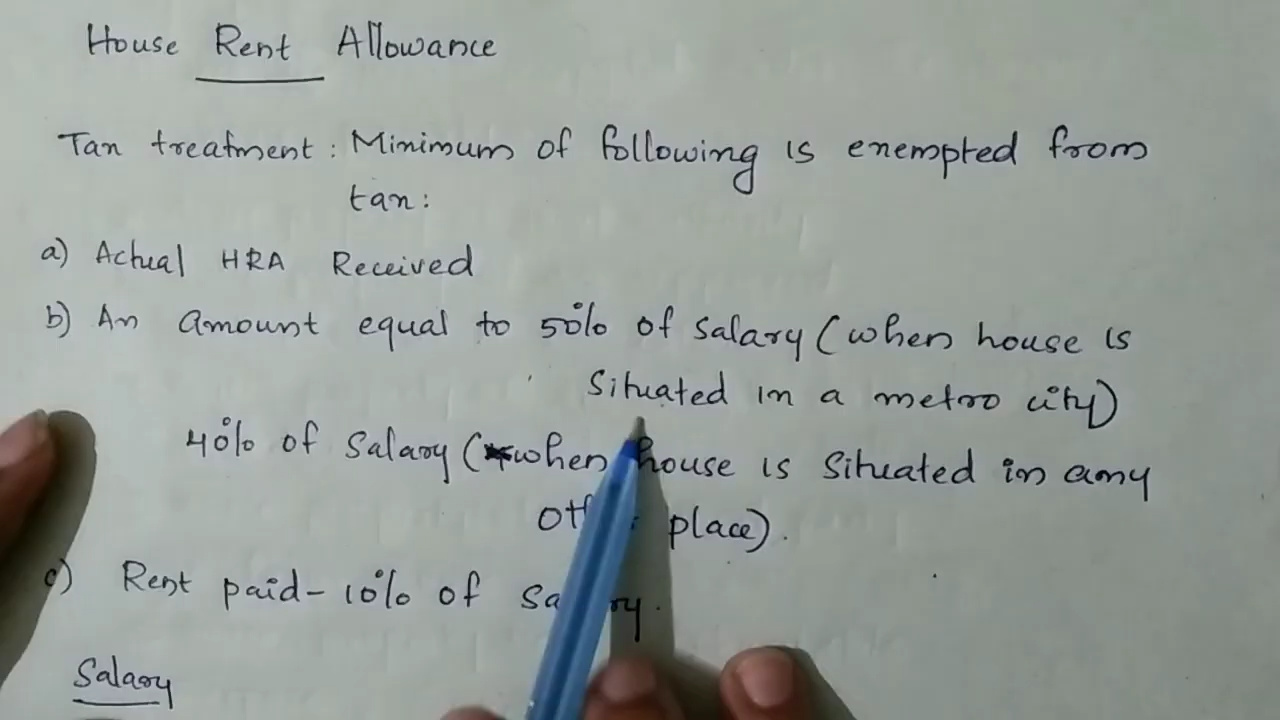 House Rent Allowance
Tax treatment: Minimum of following is exempted from
tax:
a) Actual HRA Received
b) An amount equal to 50% of salary (when house is
Situated in a metro city)
40% of Salary (when house is Situated in any
place).
c) Rent paid - 10% of
Salary